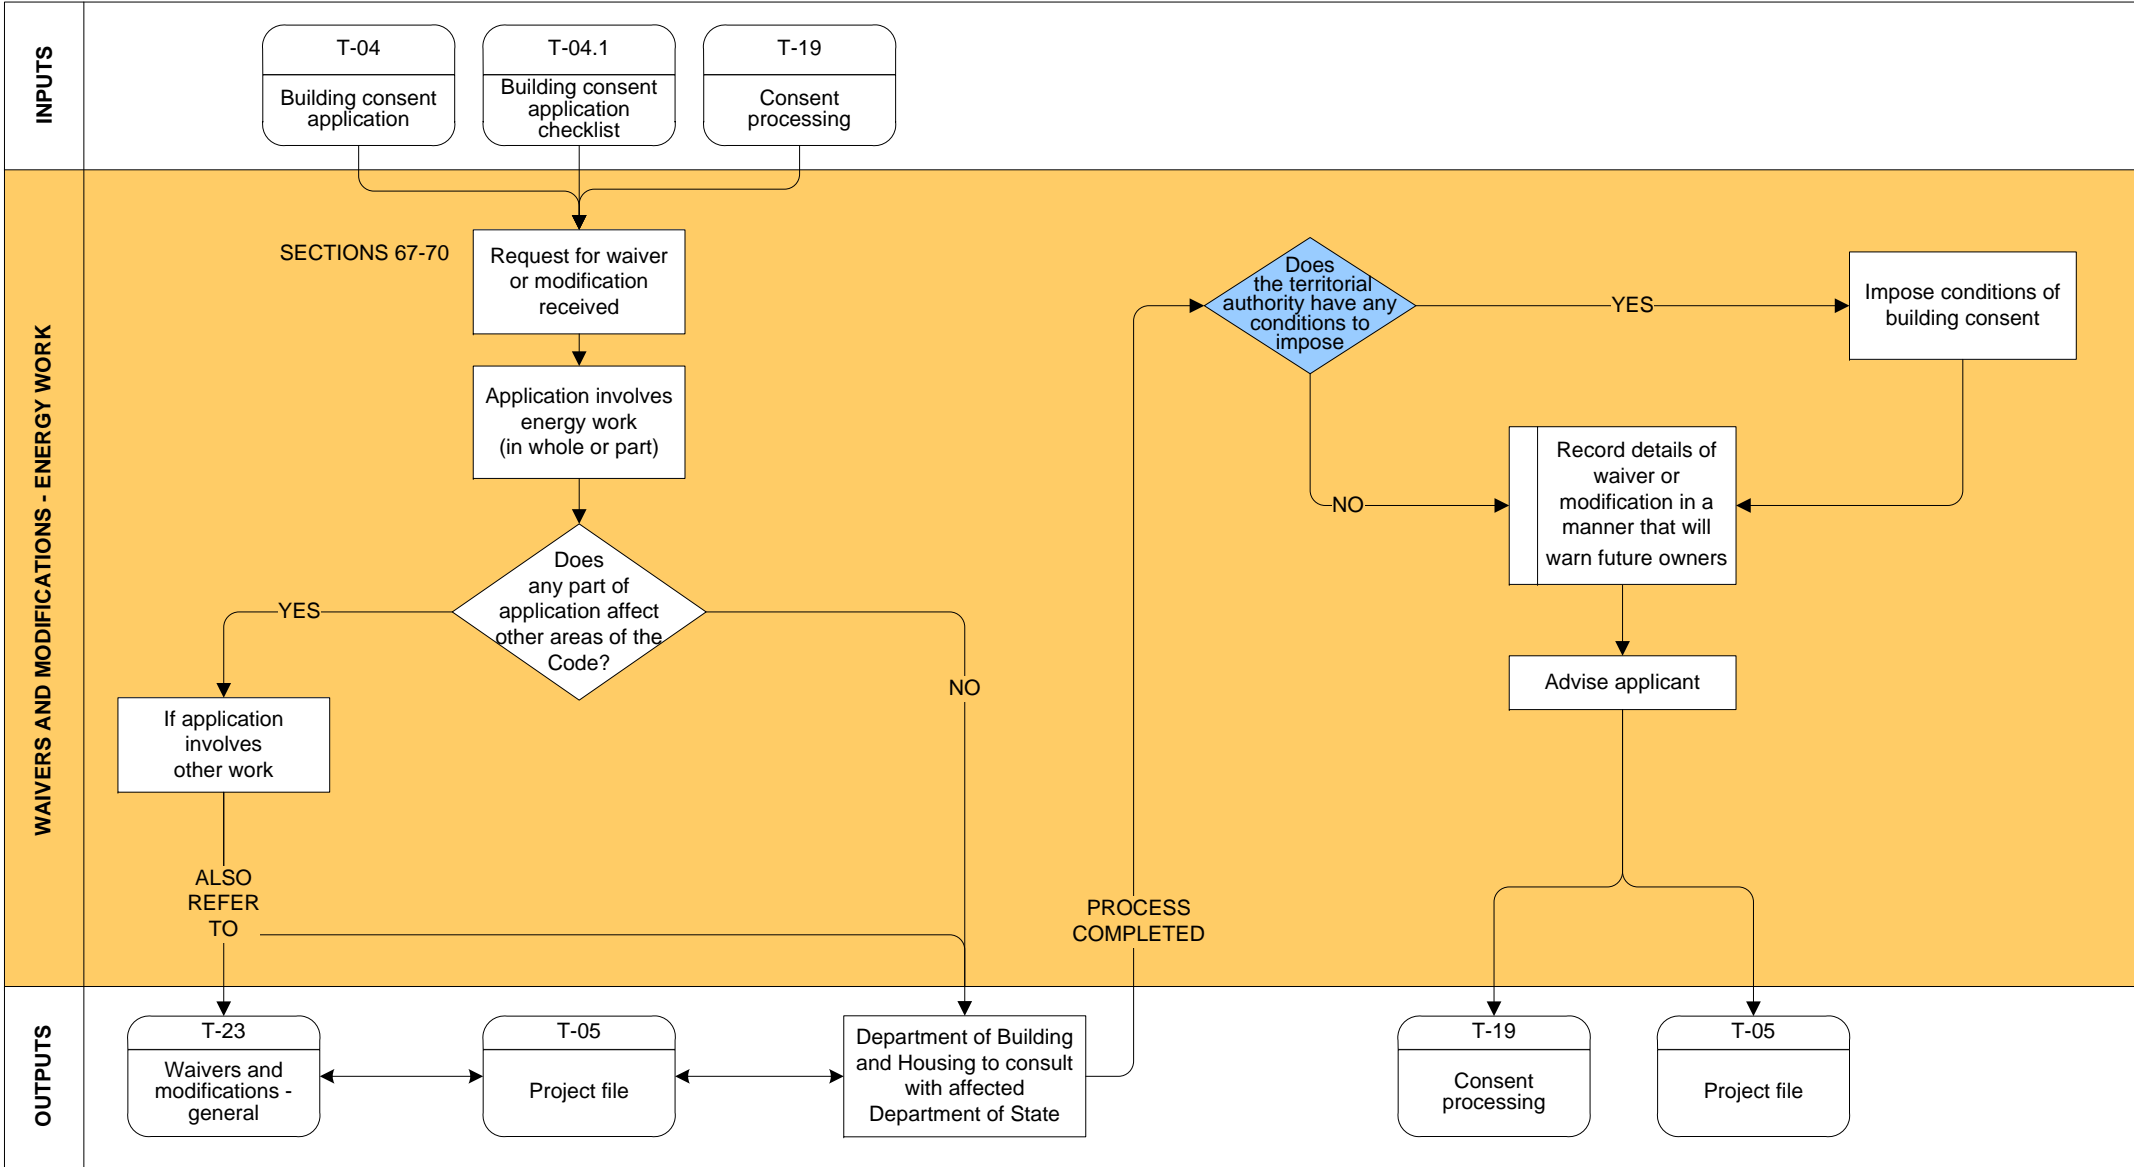 INPUTS
T-04
Building consent
application
T-04.1
Building consent
application
checklist
T-19
Consent
processing
WAIVERS AND MODIFICATIONS - ENERGY WORK
SECTIONS 67-70
Request for waiver
or modification
received
Application involves
energy work
(in whole or part)
Does
any part of
application affect
other areas of the
Code?
YES
NO
If application
involves
other work
ALSO
REFER
TO
PROCESS
COMPLETED
Does
the territorial
authority have any
conditions to
impose
YES
NO
Impose conditions of
building consent
Record details of
waiver or
modification in a
manner that will
warn future owners
Advise applicant
OUTPUTS
T-23
Waivers and
modifications -
general
T-05
Project file
Department of Building
and Housing to consult
with affected
Department of State
T-19
Consent
processing
T-05
Project file